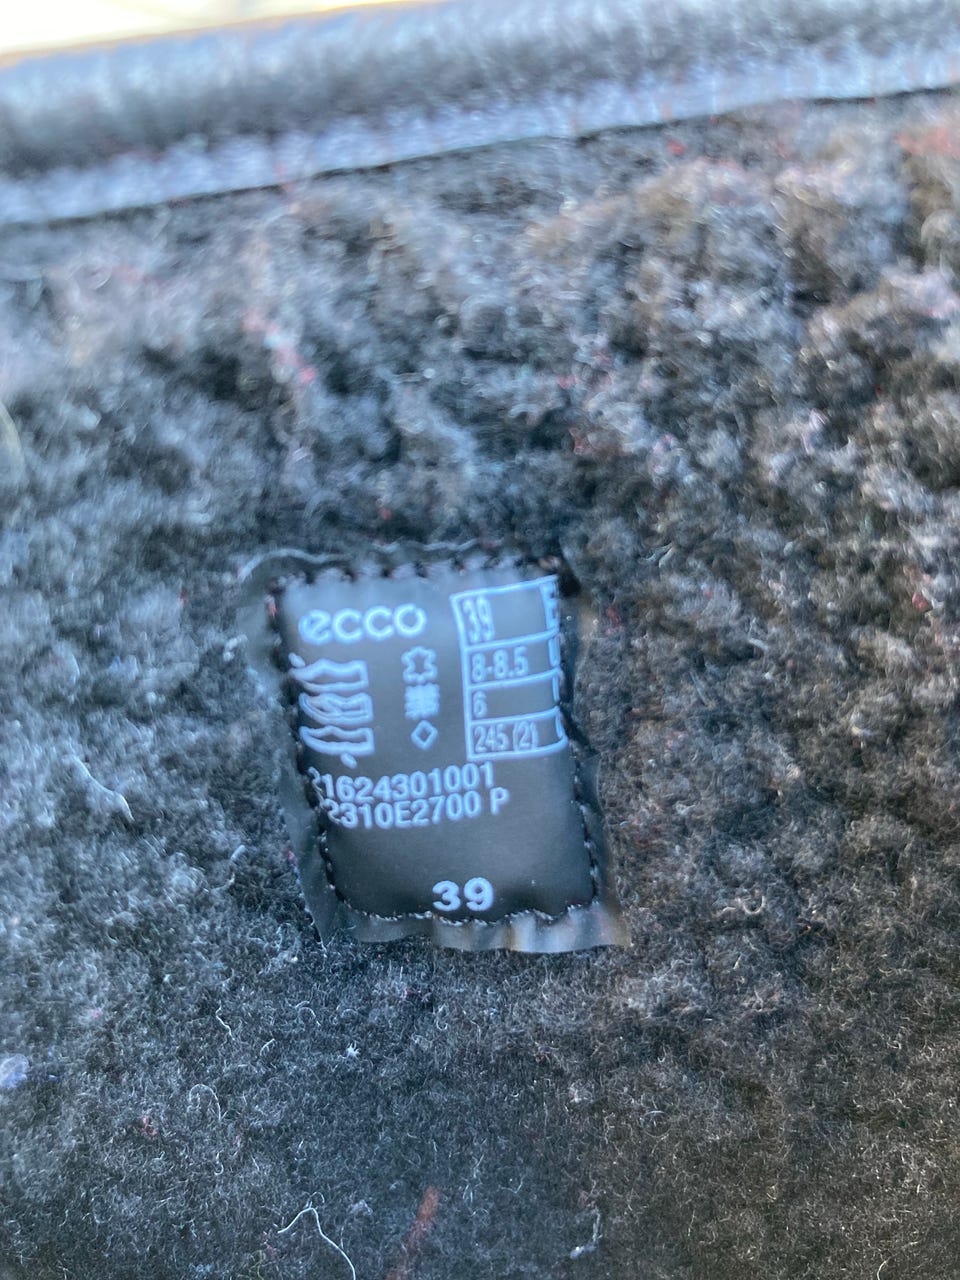 ecco
39 E
8-8.5 U
6
245 (2)
21624301001
2310E2700 P
39